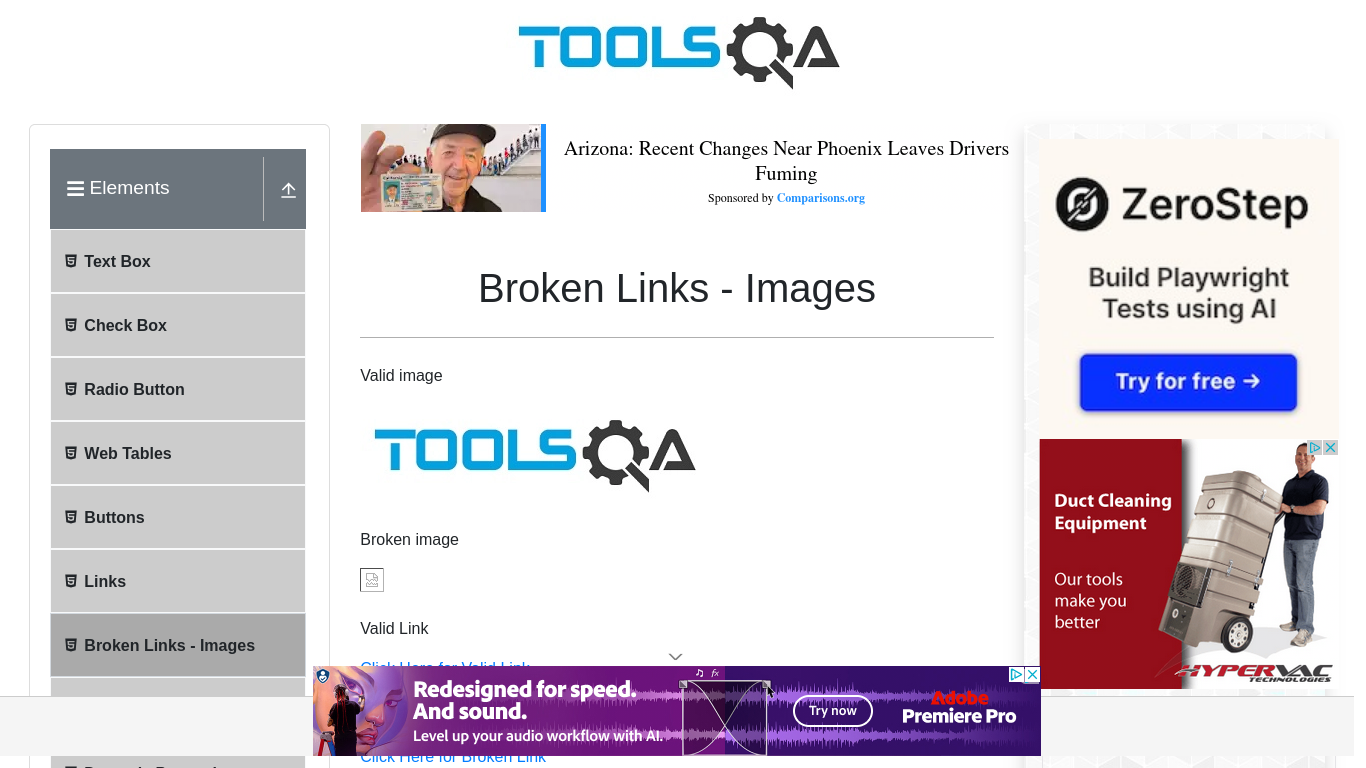 TOOLSQA
Elements
Text Box
Check Box
Radio Button
Web Tables
Buttons
Links
Broken Links - Images
Arizona: Recent Changes Near Phoenix Leaves Drivers
Fuming
Sponsored by Comparisons.org
Broken Links - Images
Valid image
TOOLSQA
Broken image
Valid Link
Click Here for Valid Link
Click Here for Broken Link
ZeroStep
Build Playwright
Tests using AI
Try for free →
Duct Cleaning
Equipment
Our tools
make you
better
HYPERVAC
TECHNOLOGIES
Redesigned for speed.
And sound.
Level up your audio workflow with AI.
fx
Try now
Adobe
Premiere Pro